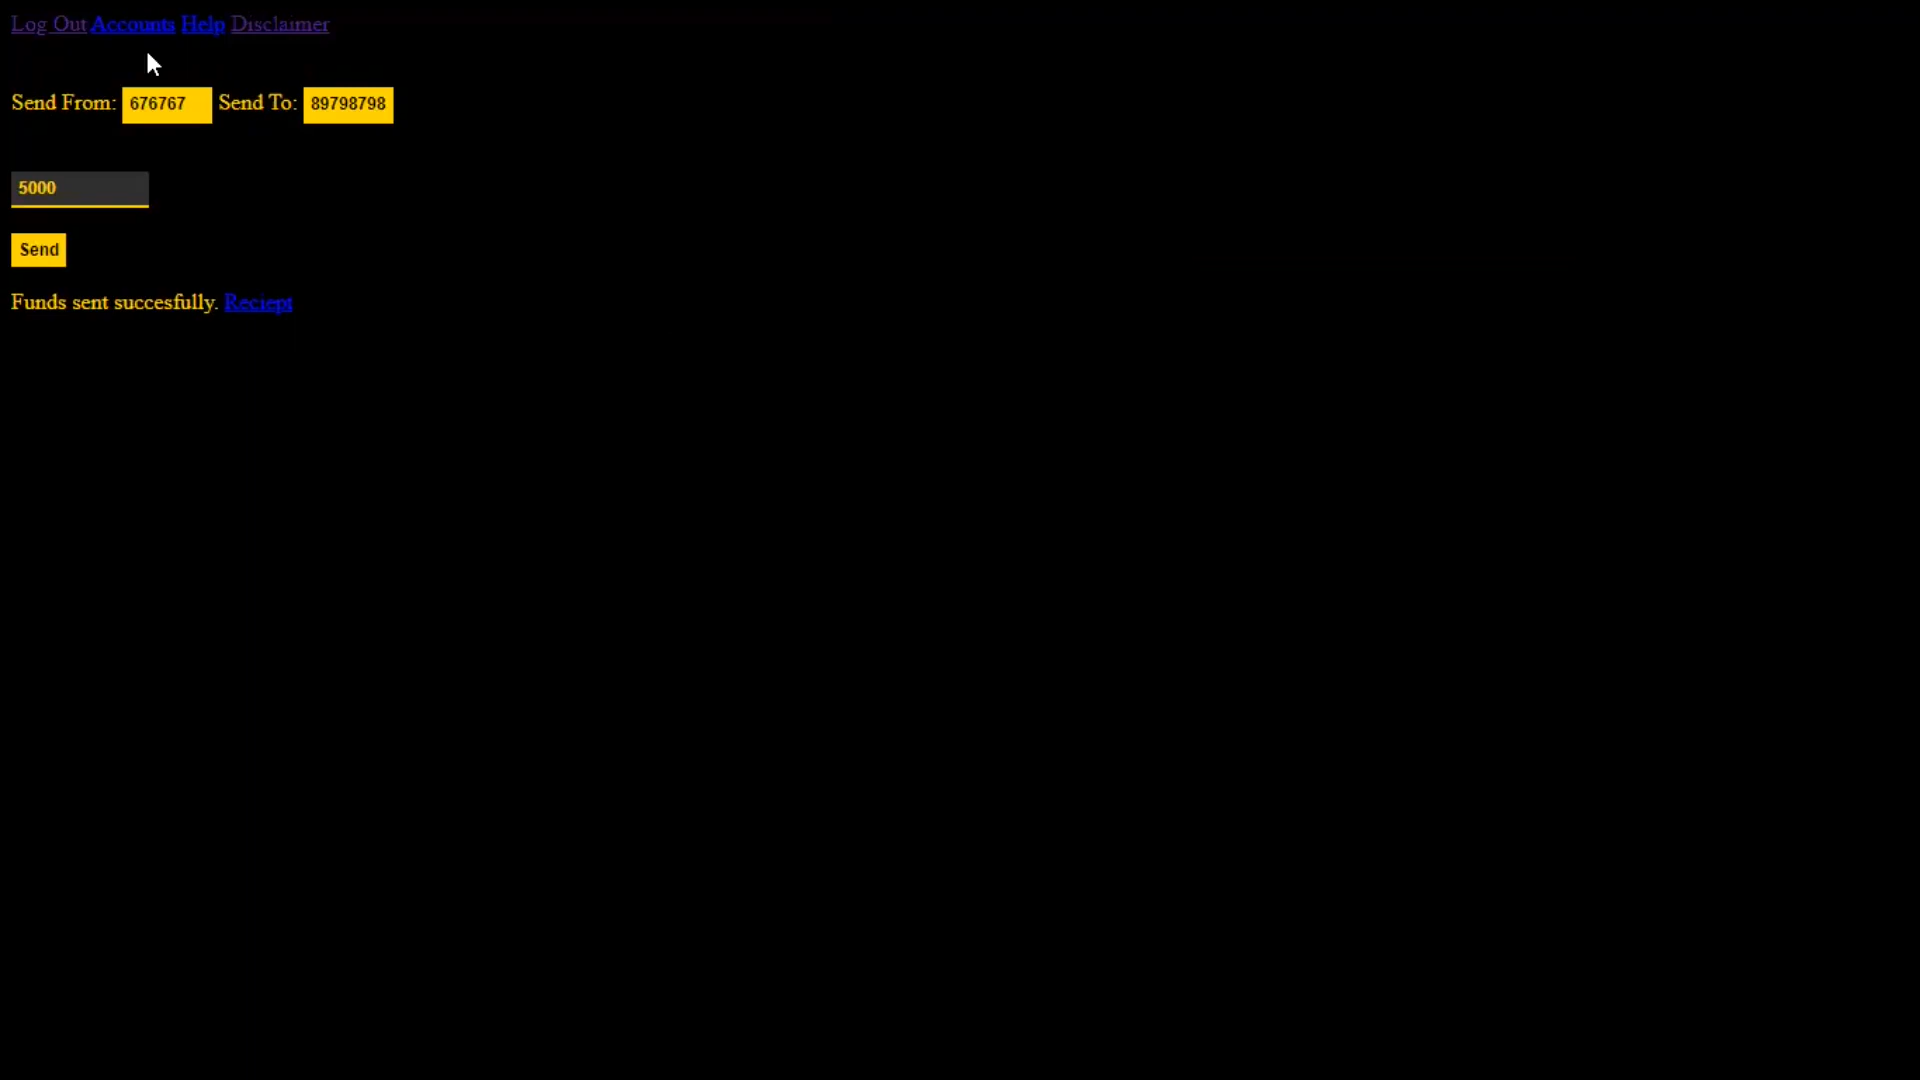 Log Out Accounts Help Disclaimer
Send From: 676767 Send To: 89798798
5000
Send
Funds sent succesfully. Reciept